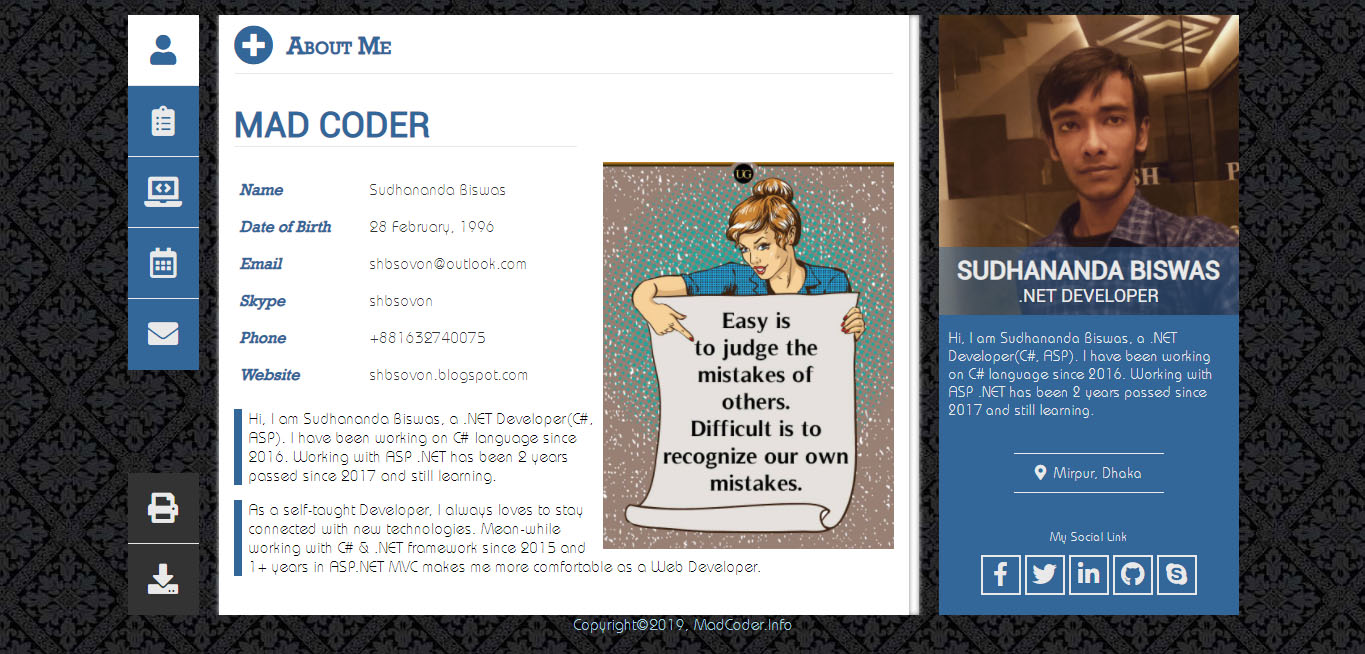 About Me
MAD CODER
Name Sudhananda Biswas
Date of Birth 28 February, 1996
Email shbsovon@outlook.com
Skype shbsovon
Phone +881632740075
Website shbsovon.blogspot.com
Hi, I am Sudhananda Biswas, a .NET Developer(C#,
ASP). I have been working on C# language since
2016. Working with ASP .NET has been 2 years
passed since 2017 and still learning.
As a self-taught Developer, I always loves to stay
connected with new technologies. Mean-while
working with C# & .NET framework since 2015 and
1+ years in ASP.NET MVC makes me more comfortable as a Web Developer.
UG
Easy is
to judge the
mistakes of
others.
Difficult is to
recognize our own
mistakes.
SH
P
SUDHANANDA BISWAS
.NET DEVELOPER
Hi, I am Sudhananda Biswas, a .NET
Developer(C#, ASP). I have been working
on C# language since 2016. Working with
ASP .NET has been 2 years passed since
2017 and still learning.
Mirpur, Dhaka
My Social Link
Copyright©2019, MadCoder.Info